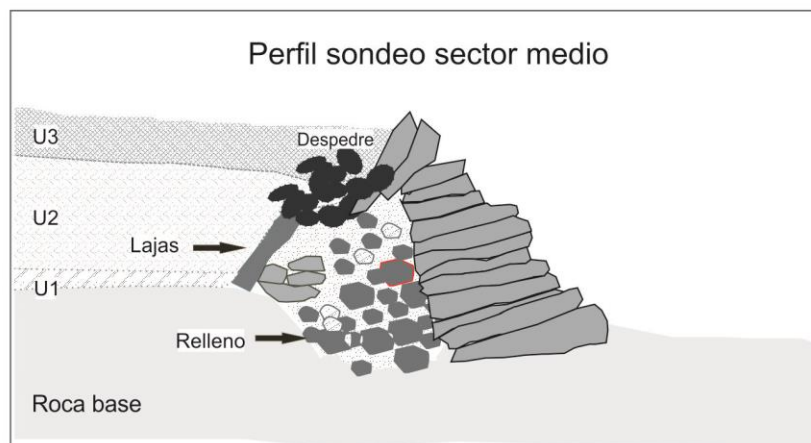 Perfil sondeo sector medio
U3
Despedre
U2
Lajas
U1
Relleno
Roca base